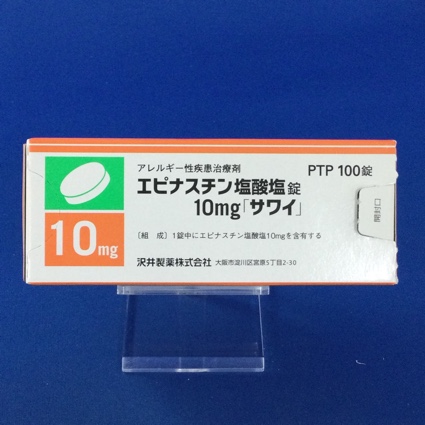 アレルギー性疾患治療剤
エピナスチン塩酸塩錠
10mg「サワイ」
PTP 100錠
10mg
〔組 成〕1錠中にエピナスチン塩酸塩10mgを含有する
沢井製薬株式会社 大阪市淀川区宮原5丁目2-30
開封口